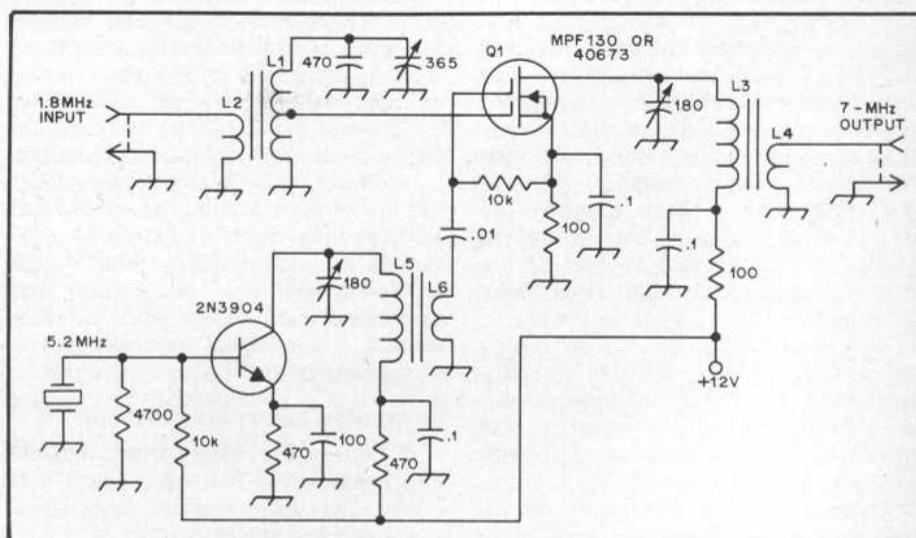 MPF130 OR
40673
Q1
L1
470
365
L2
1.8MHz
INPUT
180
L3
L4
7-MHz
OUTPUT
10k
.01
100
.1
.1
100
+12V
2N3904
180
L5
L6
5.2 MHz
4700
10k
470
100
470
.1